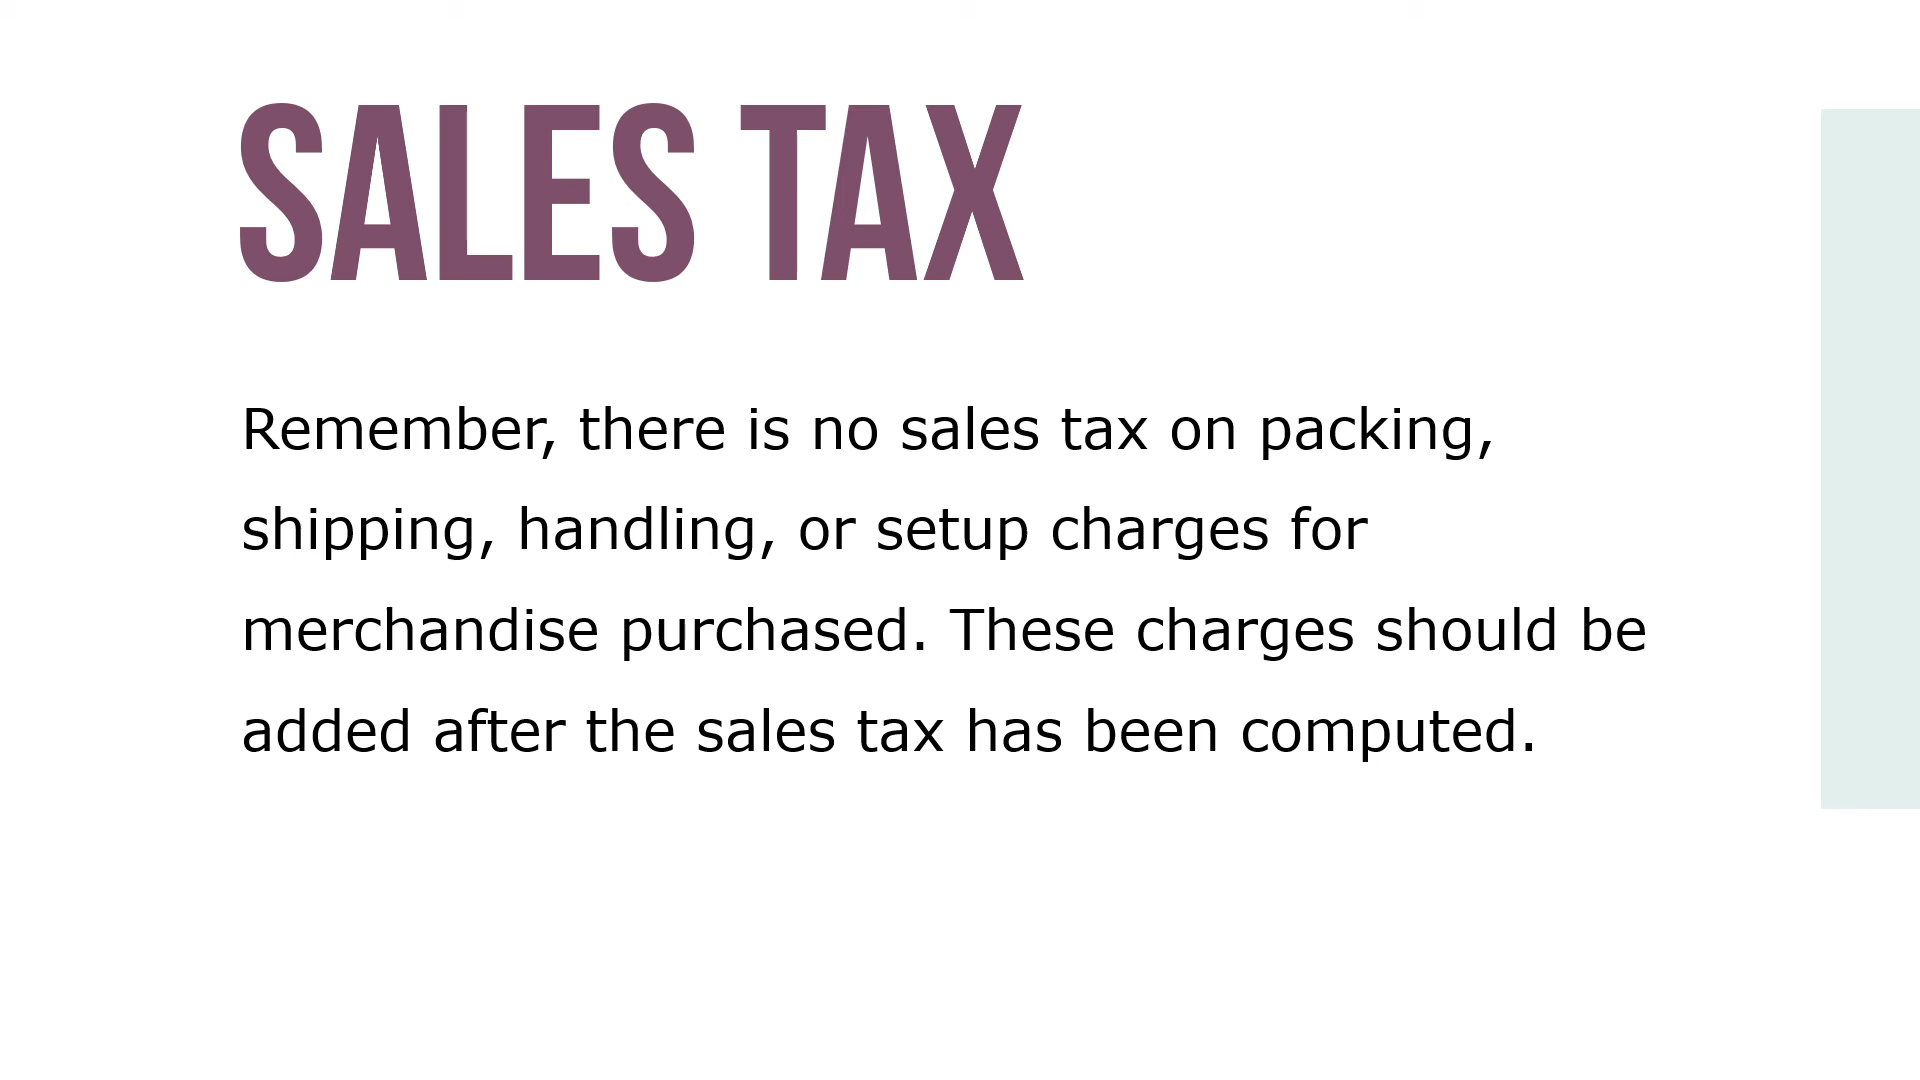 SALES TAX
Remember, there is no sales tax on packing,
shipping, handling, or setup charges for
merchandise purchased. These charges should be
added after the sales tax has been computed.